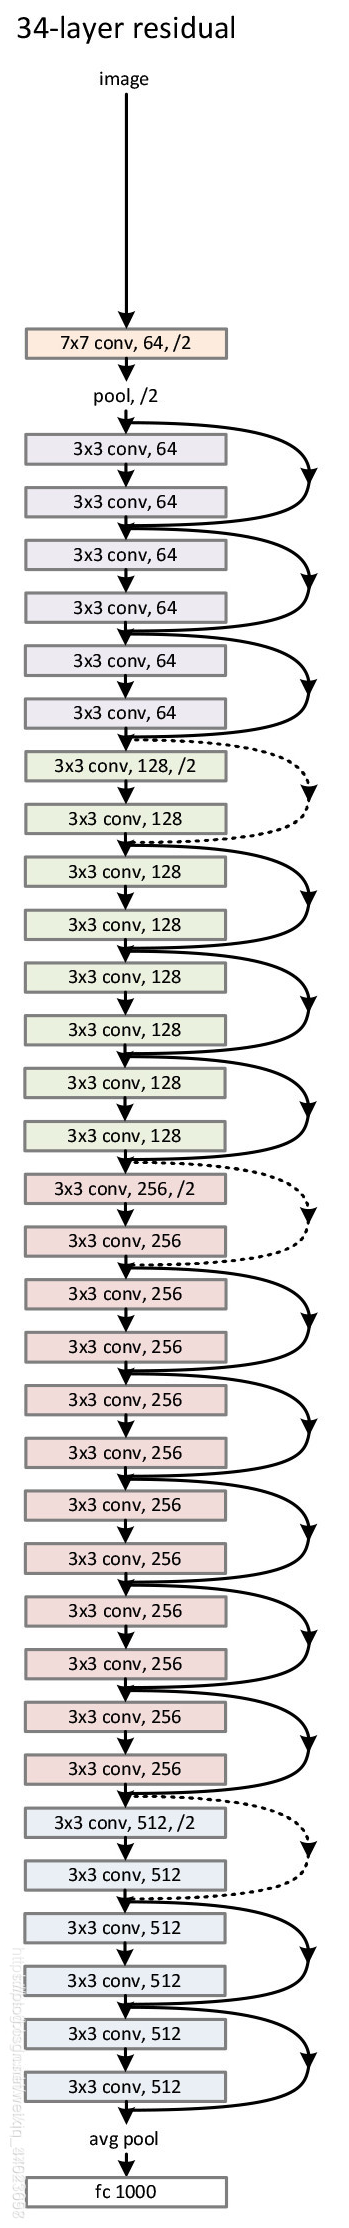 34-layer residual
image
7x7 conv, 64, /2
pool, /2
3x3 conv, 64
3x3 conv, 64
3x3 conv, 64
3x3 conv, 64
3x3 conv, 64
3x3 conv, 64
3x3 conv, 128, /2
3x3 conv, 128
3x3 conv, 128
3x3 conv, 128
3x3 conv, 128
3x3 conv, 128
3x3 conv, 128
3x3 conv, 128
3x3 conv, 256, /2
3x3 conv, 256
3x3 conv, 256
3x3 conv, 256
3x3 conv, 256
3x3 conv, 256
3x3 conv, 256
3x3 conv, 256
3x3 conv, 256
3x3 conv, 256
3x3 conv, 256
3x3 conv, 256
3x3 conv, 512, /2
3x3 conv, 512
3x3 conv, 512
3x3 conv, 512
3x3 conv, 512
3x3 conv, 512
avg pool
fc 1000